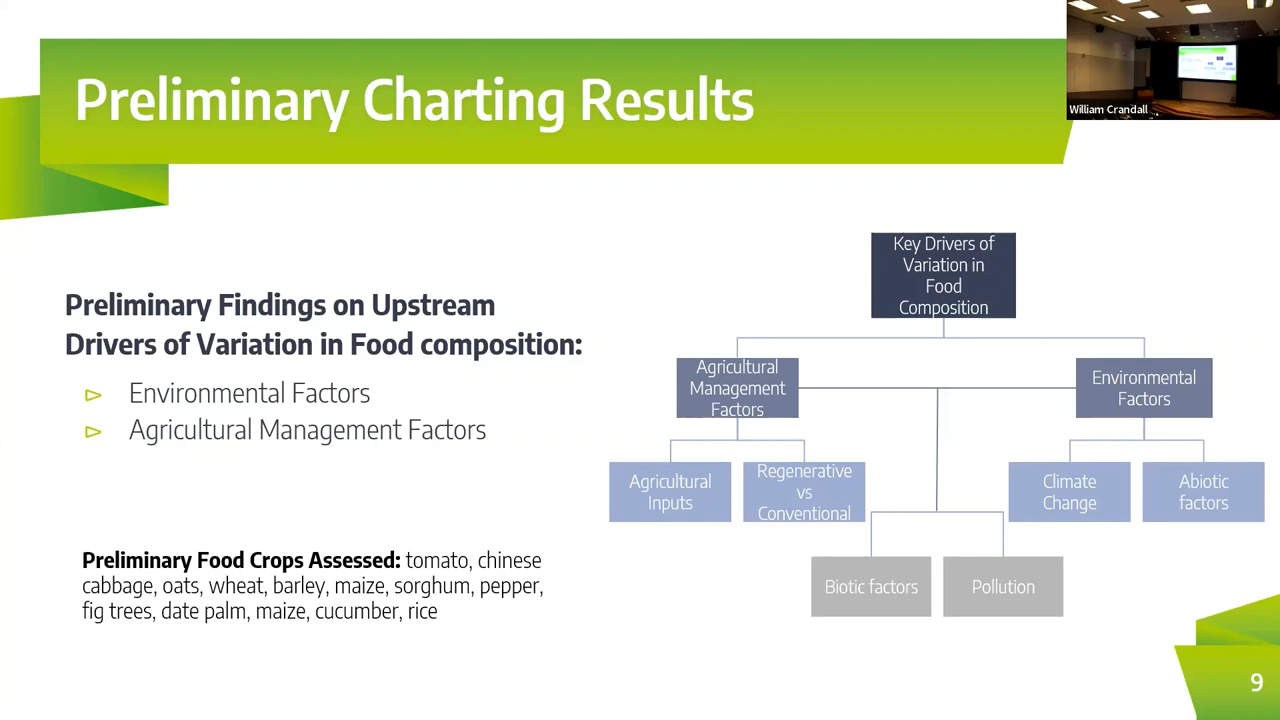 Preliminary Charting Results
William Crandall
Preliminary Findings on Upstream
Drivers of Variation in Food composition:
Environmental Factors
Agricultural Management Factors
Preliminary Food Crops Assessed: tomato, chinese
cabbage, oats, wheat, barley, maize, sorghum, pepper,
fig trees, date palm, maize, cucumber, rice
Key Drivers of
Variation in
Food
Composition
Agricultural
Management
Factors
Environmental
Factors
Agricultural
Inputs
Regenerative
vs
Conventional
Climate
Change
Abiotic
factors
Biotic factors
Pollution
9